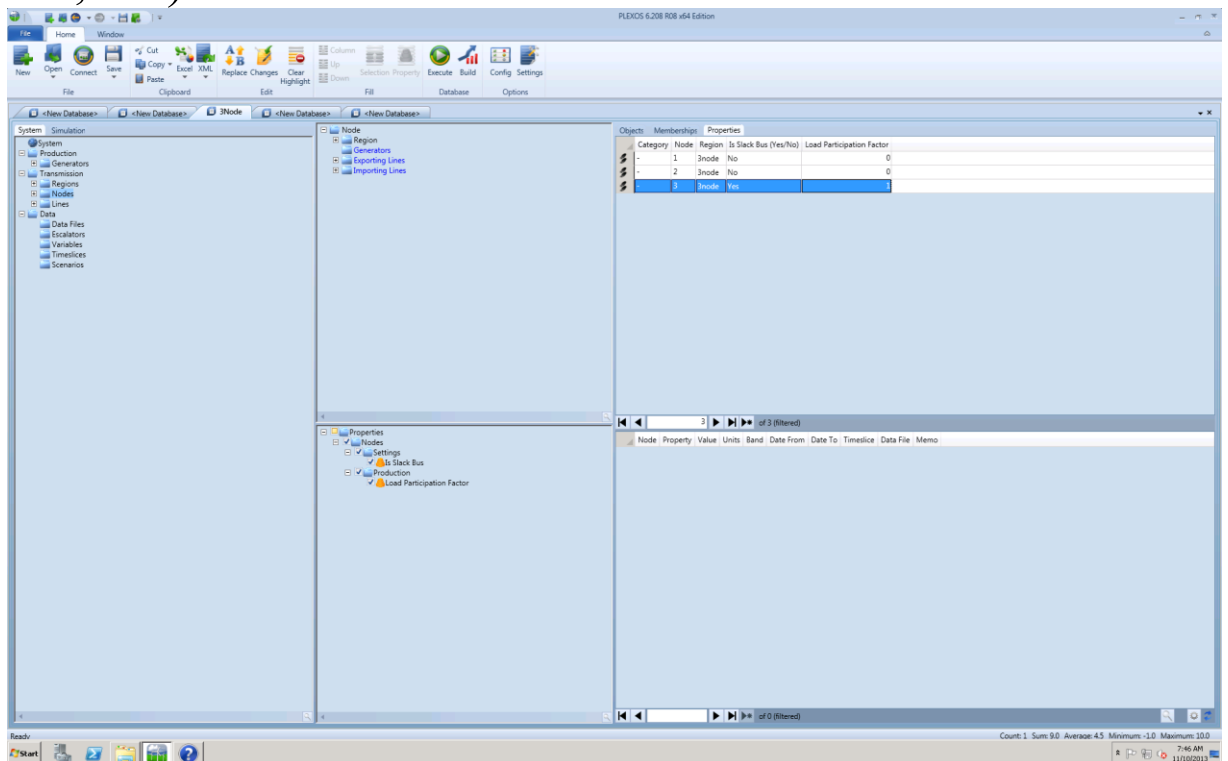 PLEXOS 6.208 R08 x64 Edition
File Home Window
New Open Connect Save
Cut
Copy
Paste
Excel XML
Replace Changes Clear Highlight
Column
Up
Down
Selection Property
Execute Build
Config Settings
File Clipboard Edit Fill Database Options
<New Database> <New Database> 3Node <New Database> <New Database>
System Simulation
System
Production
Generators
Transmission
Regions
Nodes
Lines
Data
Data Files
Escalators
Variables
Timeslices
Scenarios
Node
Region
Generators
Exporting Lines
Importing Lines
Properties
Nodes
Settings
Is Slack Bus
Production
Load Participation Factor
Objects Memberships Properties
Category Node Region Is Slack Bus (Yes/No) Load Participation Factor
- 1 3node No 0
- 2 3node No 0
- 3 3node Yes 1
3 of 3 (filtered)
Node Property Value Units Band Date From Date To Timeslice Data File Memo
of 0 (filtered)
Ready
Count: 1 Sum: 9.0 Average: 4.5 Minimum: -1.0 Maximum: 10.0
Start
7:46 AM
11/10/2013